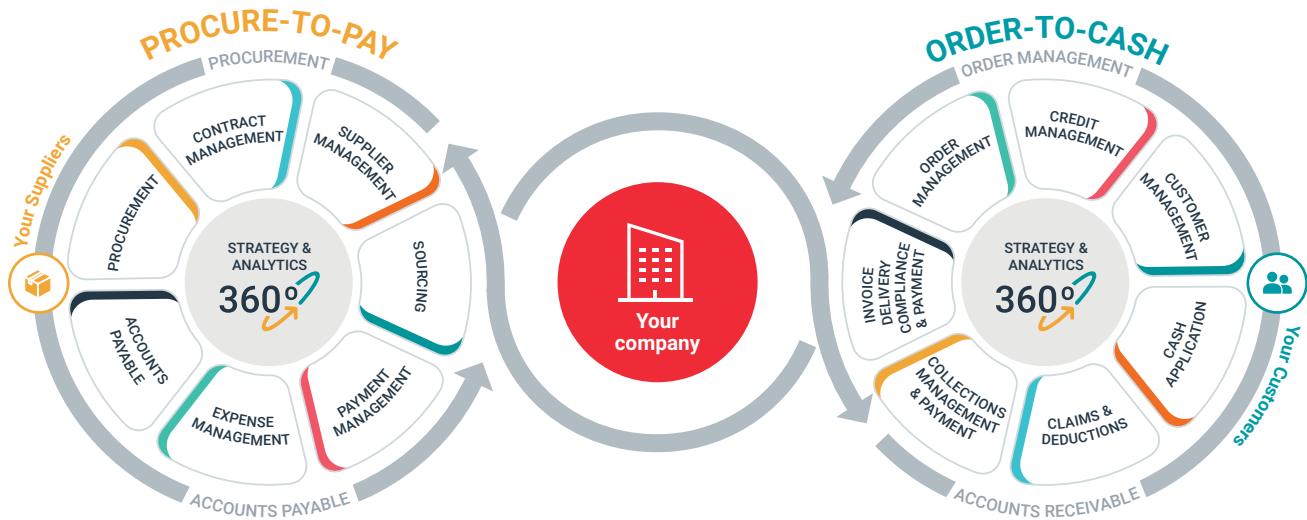 PROCURE-TO-PAY
PROCUREMENT
Your Suppliers
CONTRACT
MANAGEMENT
SUPPLIER
MANAGEMENT
PROCUREMENT
SOURCING
STRATEGY &
ANALYTICS
360º
ACCOUNTS
PAYABLE
EXPENSE
MANAGEMENT
PAYMENT
MANAGEMENT
ACCOUNTS PAYABLE
Your
company
ORDER-TO-CASH
ORDER MANAGEMENT
ORDER
MANAGEMENT
CREDIT
MANAGEMENT
CUSTOMER
MANAGEMENT
INVOICE
DELIVERY
COMPLIANCE
& PAYMENT
STRATEGY &
ANALYTICS
360º
CASH
APPLICATION
COLLECTIONS
MANAGEMENT
& PAYMENT
CLAIMS &
DEDUCTIONS
Your Customers
ACCOUNTS RECEIVABLE